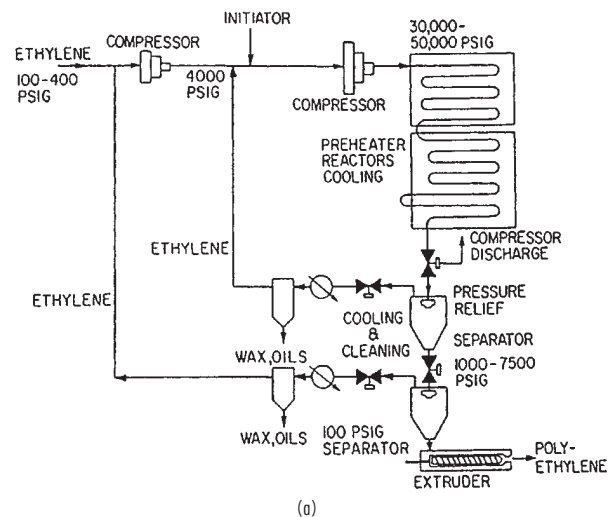 INITIATOR
30,000-
50,000 PSIG
COMPRESSOR
ETHYLENE
100-400
PSIG
4000
PSIG
COMPRESSOR
PREHEATER
REACTORS
COOLING
COMPRESSOR
DISCHARGE
ETHYLENE
PRESSURE
RELIEF
ETHYLENE
COOLING
&
CLEANING
SEPARATOR
WAX,OILS
1000-7500
PSIG
WAX,OILS
100 PSIG
SEPARATOR
POLY-
ETHYLENE
EXTRUDER
(a)